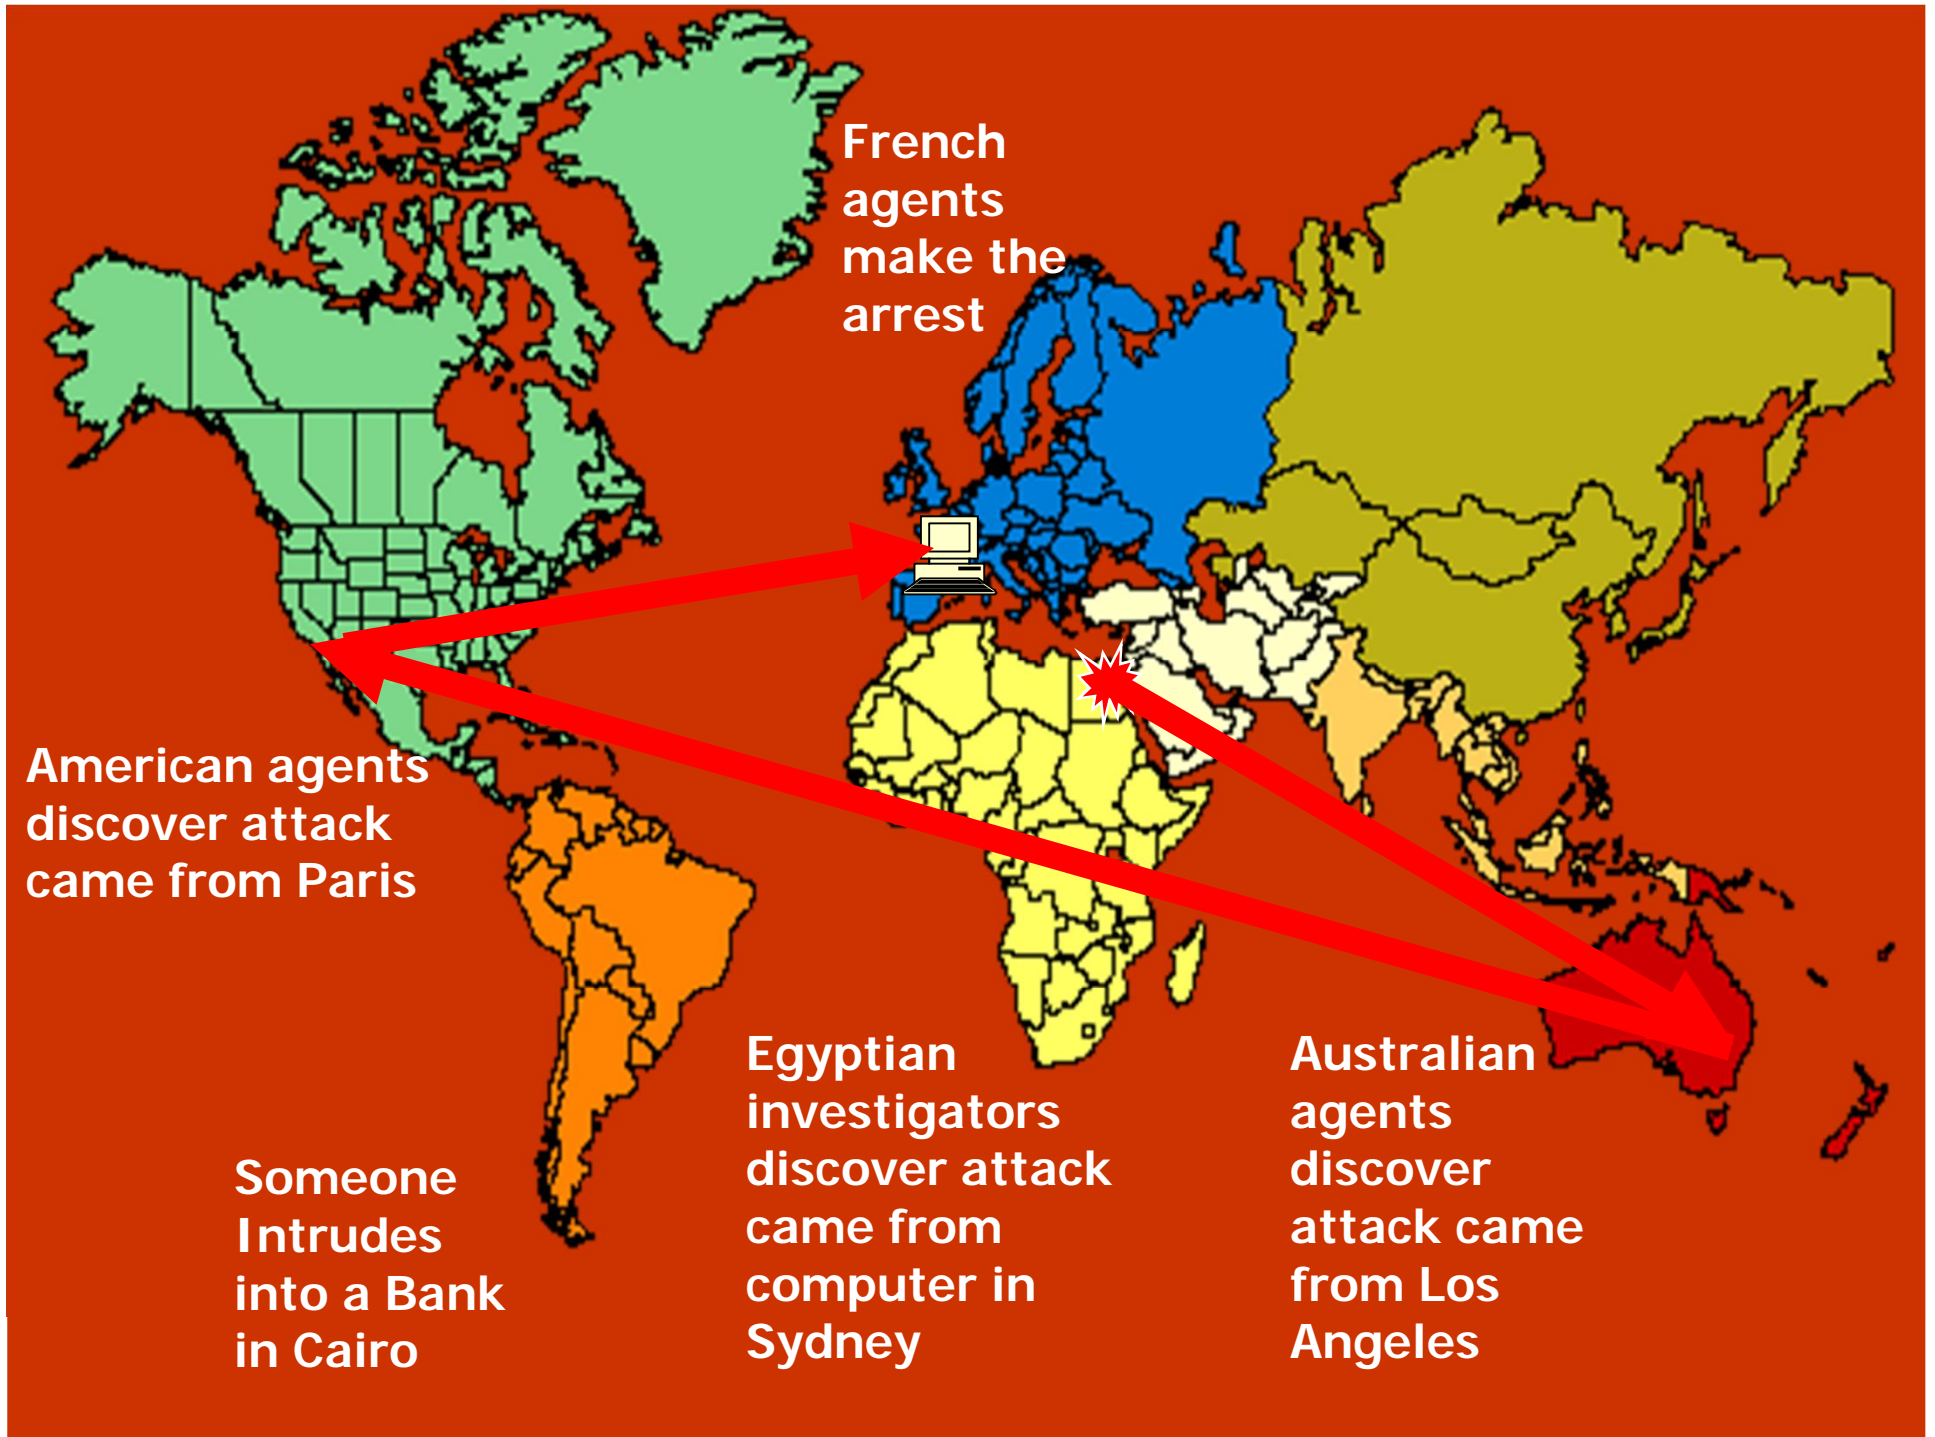 French
agents
make the
arrest
American agents
discover attack
came from Paris
Someone
Intrudes
into a Bank
in Cairo
Egyptian
investigators
discover attack
came from
computer in
Sydney
Australian
agents
discover
attack came
from Los
Angeles